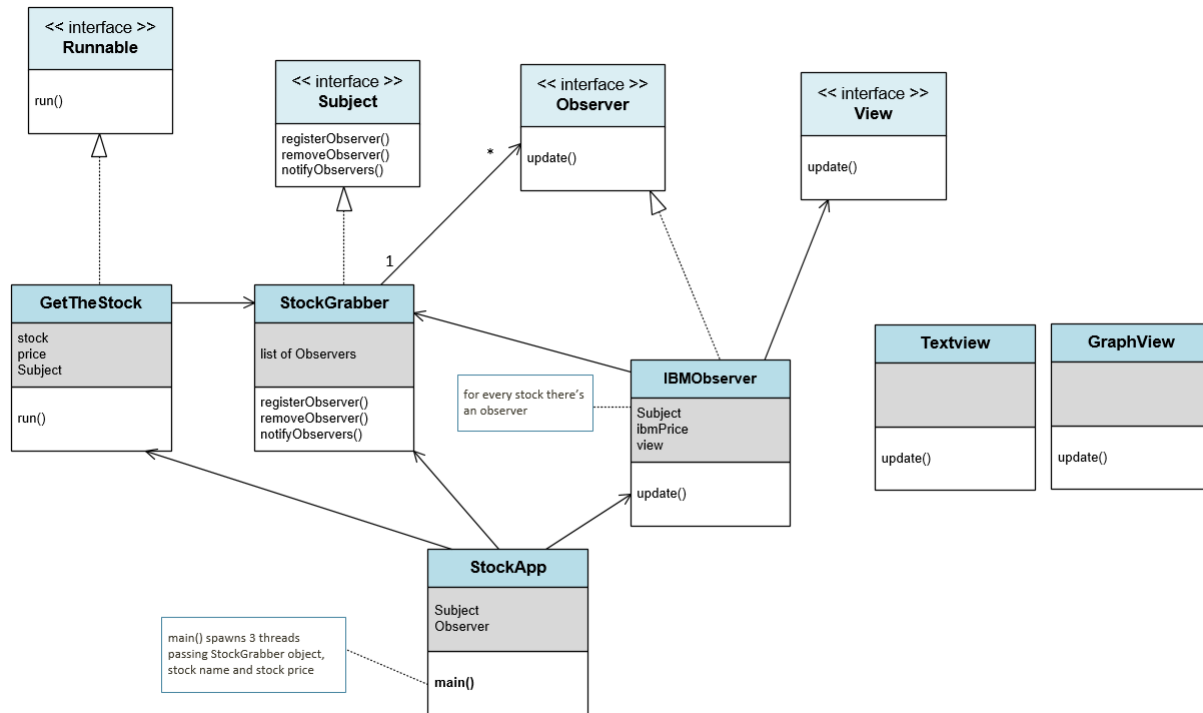 << interface >>
Runnable
run()
<< interface >>
Subject
registerObserver()
removeObserver()
notifyObservers()
<< interface >>
Observer
update()
<< interface >>
View
update()
*
1
GetTheStock
stock
price
Subject
run()
StockGrabber
list of Observers
registerObserver()
removeObserver()
notifyObservers()
for every stock there's
an observer
IBMObserver
Subject
ibmPrice
view
update()
Textview
update()
GraphView
update()
StockApp
Subject
Observer
main()
main() spawns 3 threads
passing StockGrabber object,
stock name and stock price